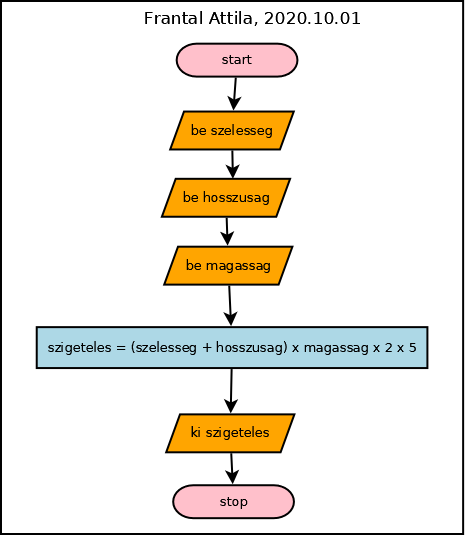 Frantal Attila, 2020.10.01
start
be szelesseg
be hosszusag
be magassag
szigeteles = (szelesseg + hosszusag) x magassag x 2 x 5
ki szigeteles
stop